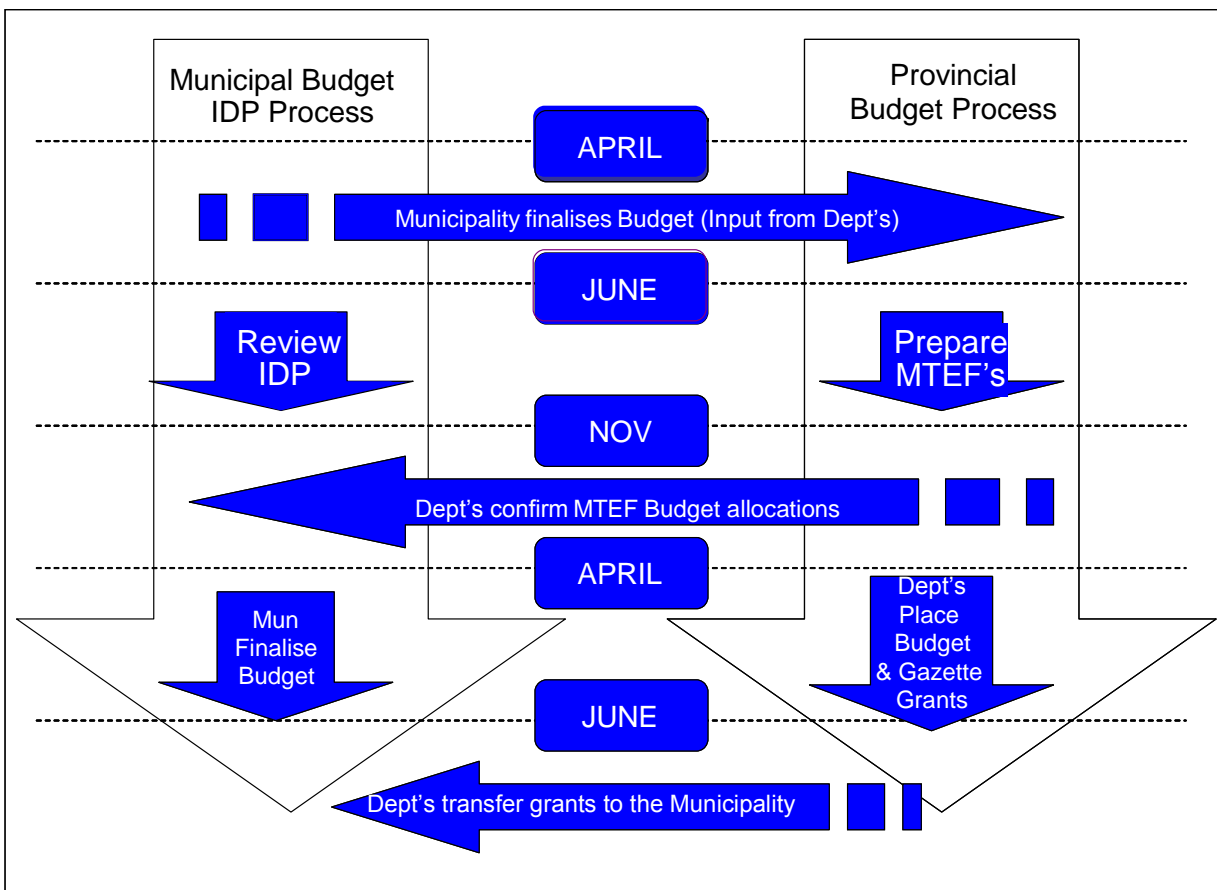 Municipal Budget
IDP Process
Provincial
Budget Process
APRIL
Municipality finalises Budget (Input from Dept's)
JUNE
Review
IDP
Prepare
MTEF's
NOV
Dept's confirm MTEF Budget allocations
APRIL
Mun
Finalise
Budget
Dept's
Place
Budget
& Gazette
Grants
JUNE
Dept's transfer grants to the Municipality